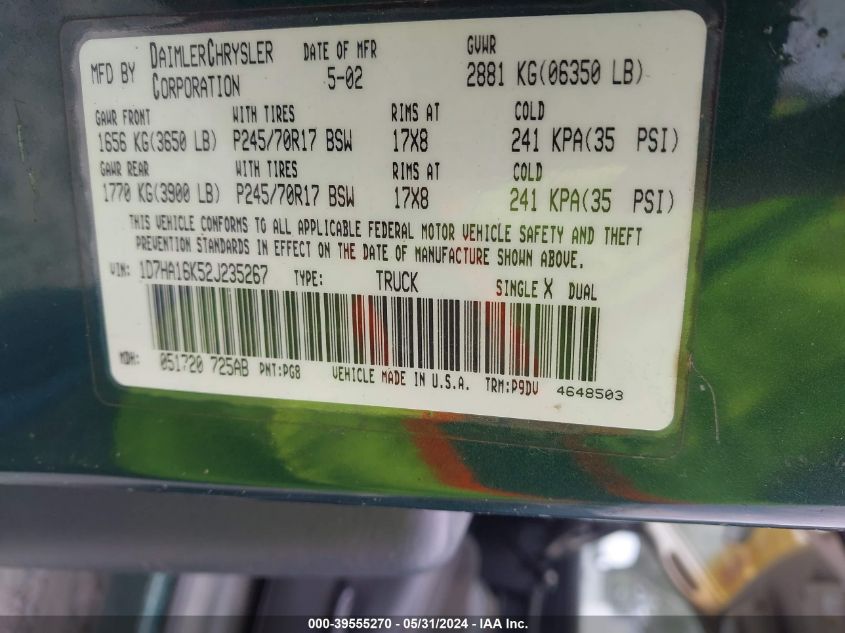 MFD BY DAIMLERCHRYSLER CORPORATION DATE OF MFR 5-02 GVWR 2881 KG(06350 LB)
GAWR FRONT WITH TIRES RIMS AT COLD
1656 KG(3650 LB) P245/70R17 BSW 17X8 241 KPA(35 PSI)
GAWR REAR WITH TIRES RIMS AT COLD
1770 KG(3900 LB) P245/70R17 BSW 17X8 241 KPA(35 PSI)
THIS VEHICLE CONFORMS TO ALL APPLICABLE FEDERAL MOTOR VEHICLE SAFETY AND THEFT
PREVENTION STANDARDS IN EFFECT ON THE DATE OF MANUFACTURE SHOWN ABOVE.
VIN: 1D7HA16K52J235267 TYPE: TRUCK SINGLE X DUAL
MDH: 051720 725AB PNT:PG8 VEHICLE MADE IN U.S.A. TRM:P9DV 4648503
000-39555270 / 05/31/2024 - IAA Inc.